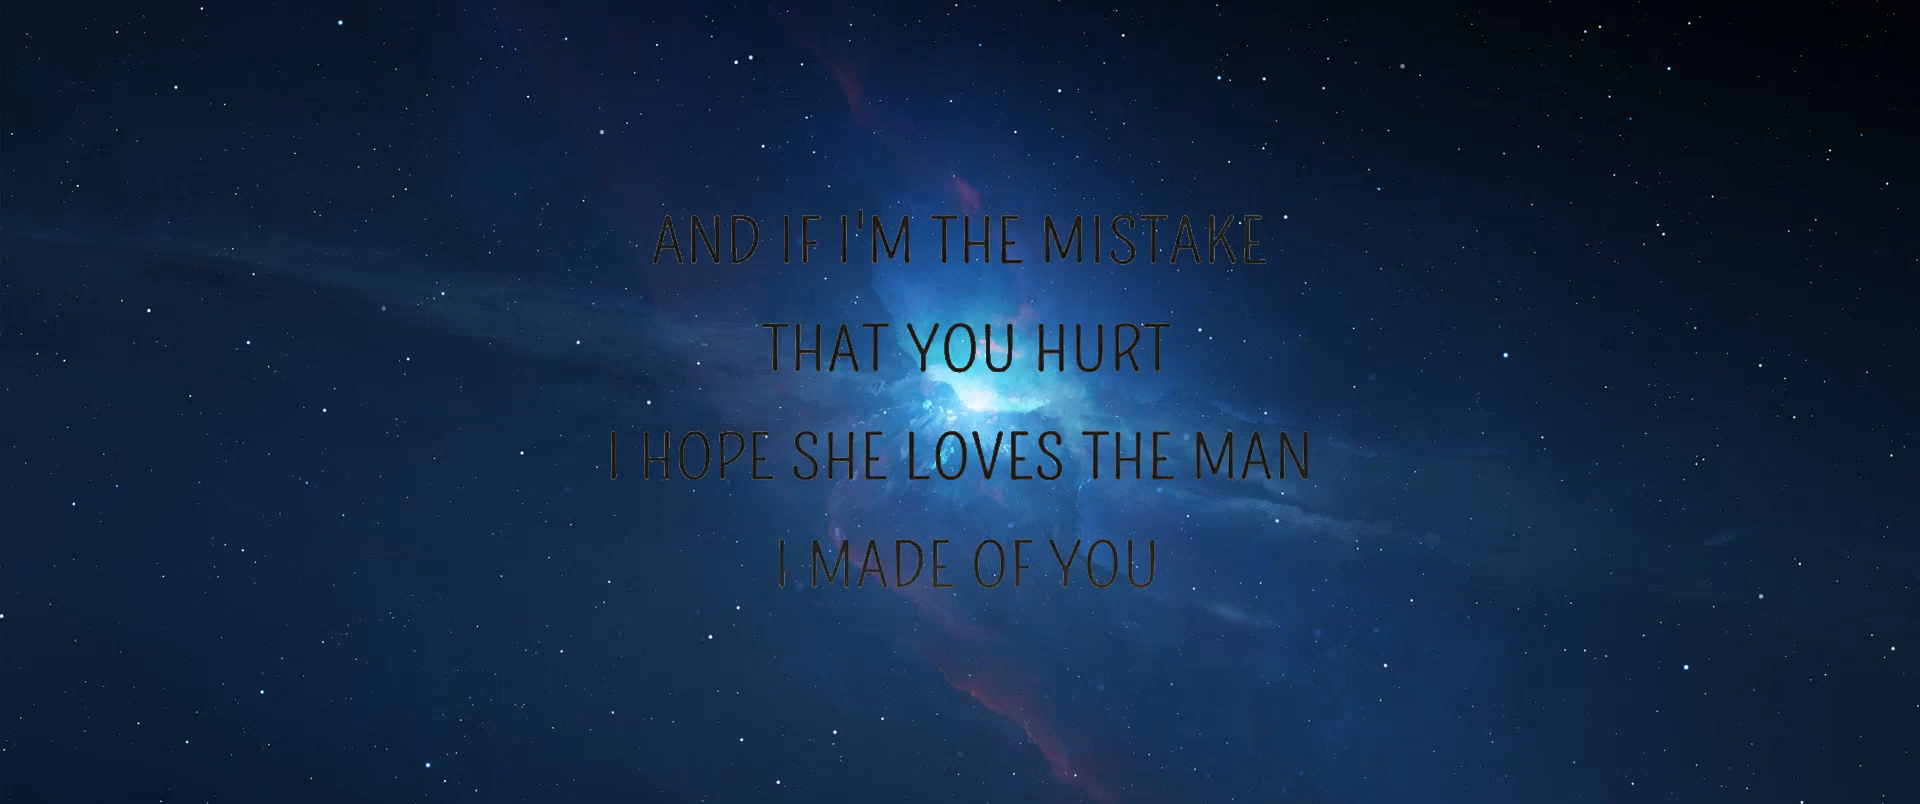 AND IF I'M THE MISTAKE
THAT YOU HURT
I HOPE SHE LOVES THE MAN
I MADE OF YOU